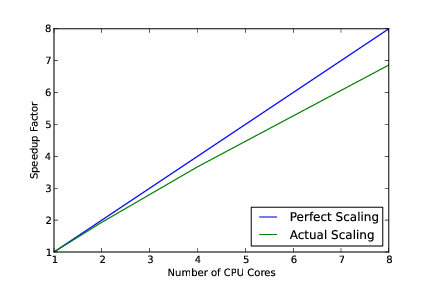 8
7
6
5
4
3
2
1
Speedup Factor
Perfect Scaling
Actual Scaling
1 2 3 4 5 6 7 8
Number of CPU Cores